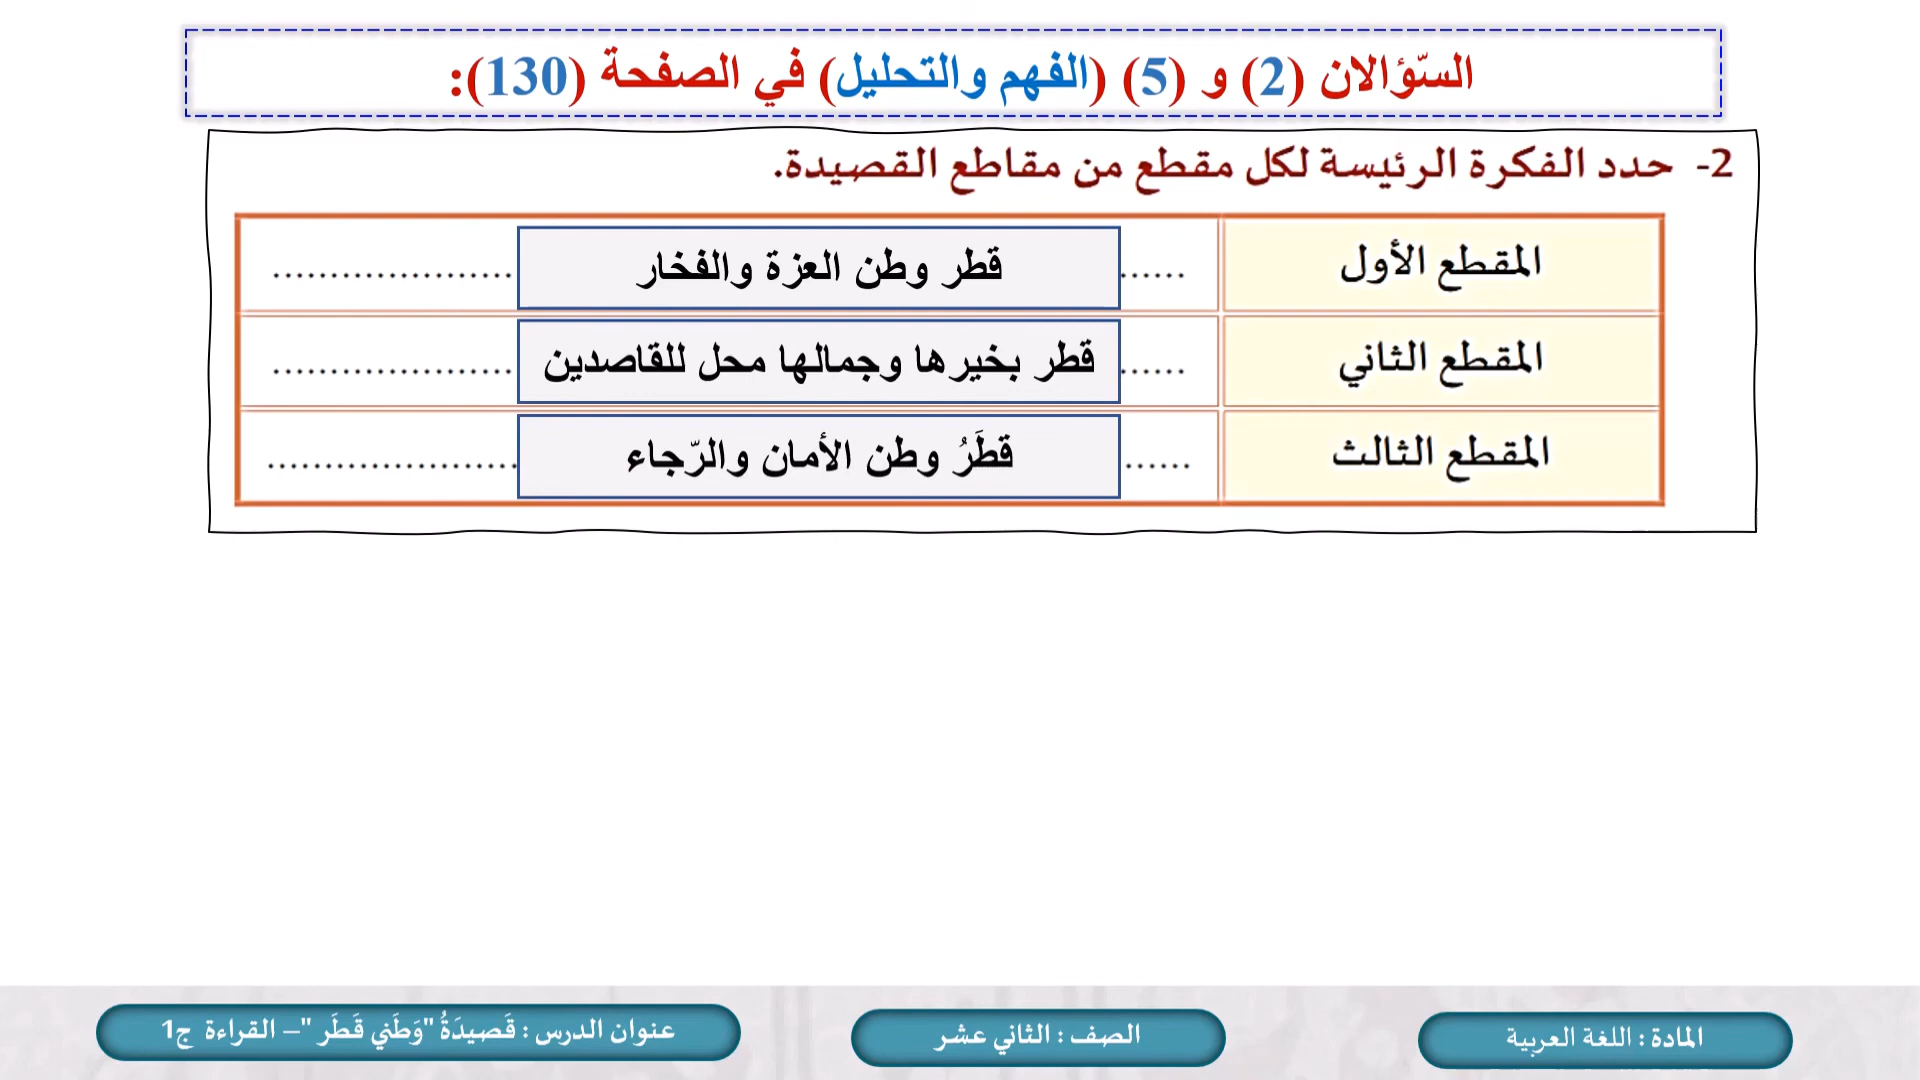 السّؤالان (2) و (5) (الفهم والتحليل) في الصفحة (130):
2- حدد الفكرة الرئيسة لكل مقطع من مقاطع القصيدة.
المقطع الأول ...... قطر وطن العزة والفخار .....................
المقطع الثاني ...... قطر بخيرها وجمالها محل للقاصدين .....................
المقطع الثالث ...... قطَرُ وطن الأمان والرّجاء ......................
المادة : اللغة العربية
الصف : الثاني عشر
عنوان الدرس : قَصيدَةُ "وَطَني قَطَر "– القراءة ج1